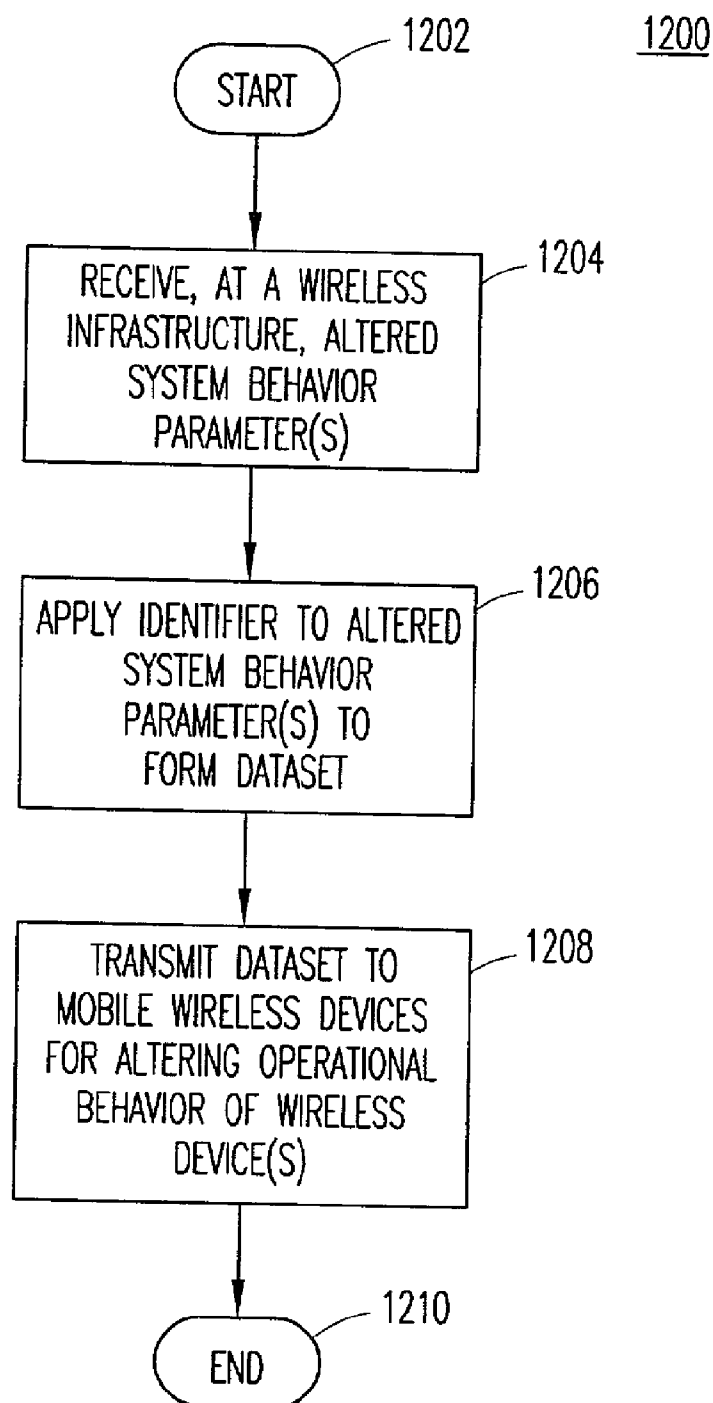 1202
1200
START
1204
RECEIVE, AT A WIRELESS
INFRASTRUCTURE, ALTERED
SYSTEM BEHAVIOR
PARAMETER(S)
1206
APPLY IDENTIFIER TO ALTERED
SYSTEM BEHAVIOR
PARAMETER(S) TO
FORM DATASET
1208
TRANSMIT DATASET TO
MOBILE WIRELESS DEVICES
FOR ALTERING OPERATIONAL
BEHAVIOR OF WIRELESS
DEVICE(S)
1210
END